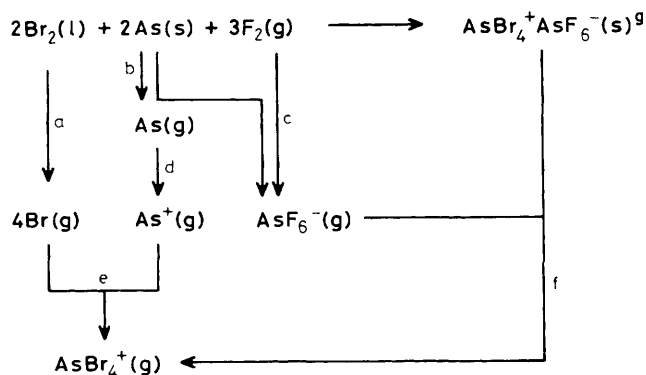 2Br₂(l) + 2As(s) + 3F₂(g) AsBr₄⁺AsF₆⁻(s)ᵍ
b
a c
As(g)
d
4Br(g) As⁺(g) AsF₆⁻(g)
e f
AsBr₄⁺(g)